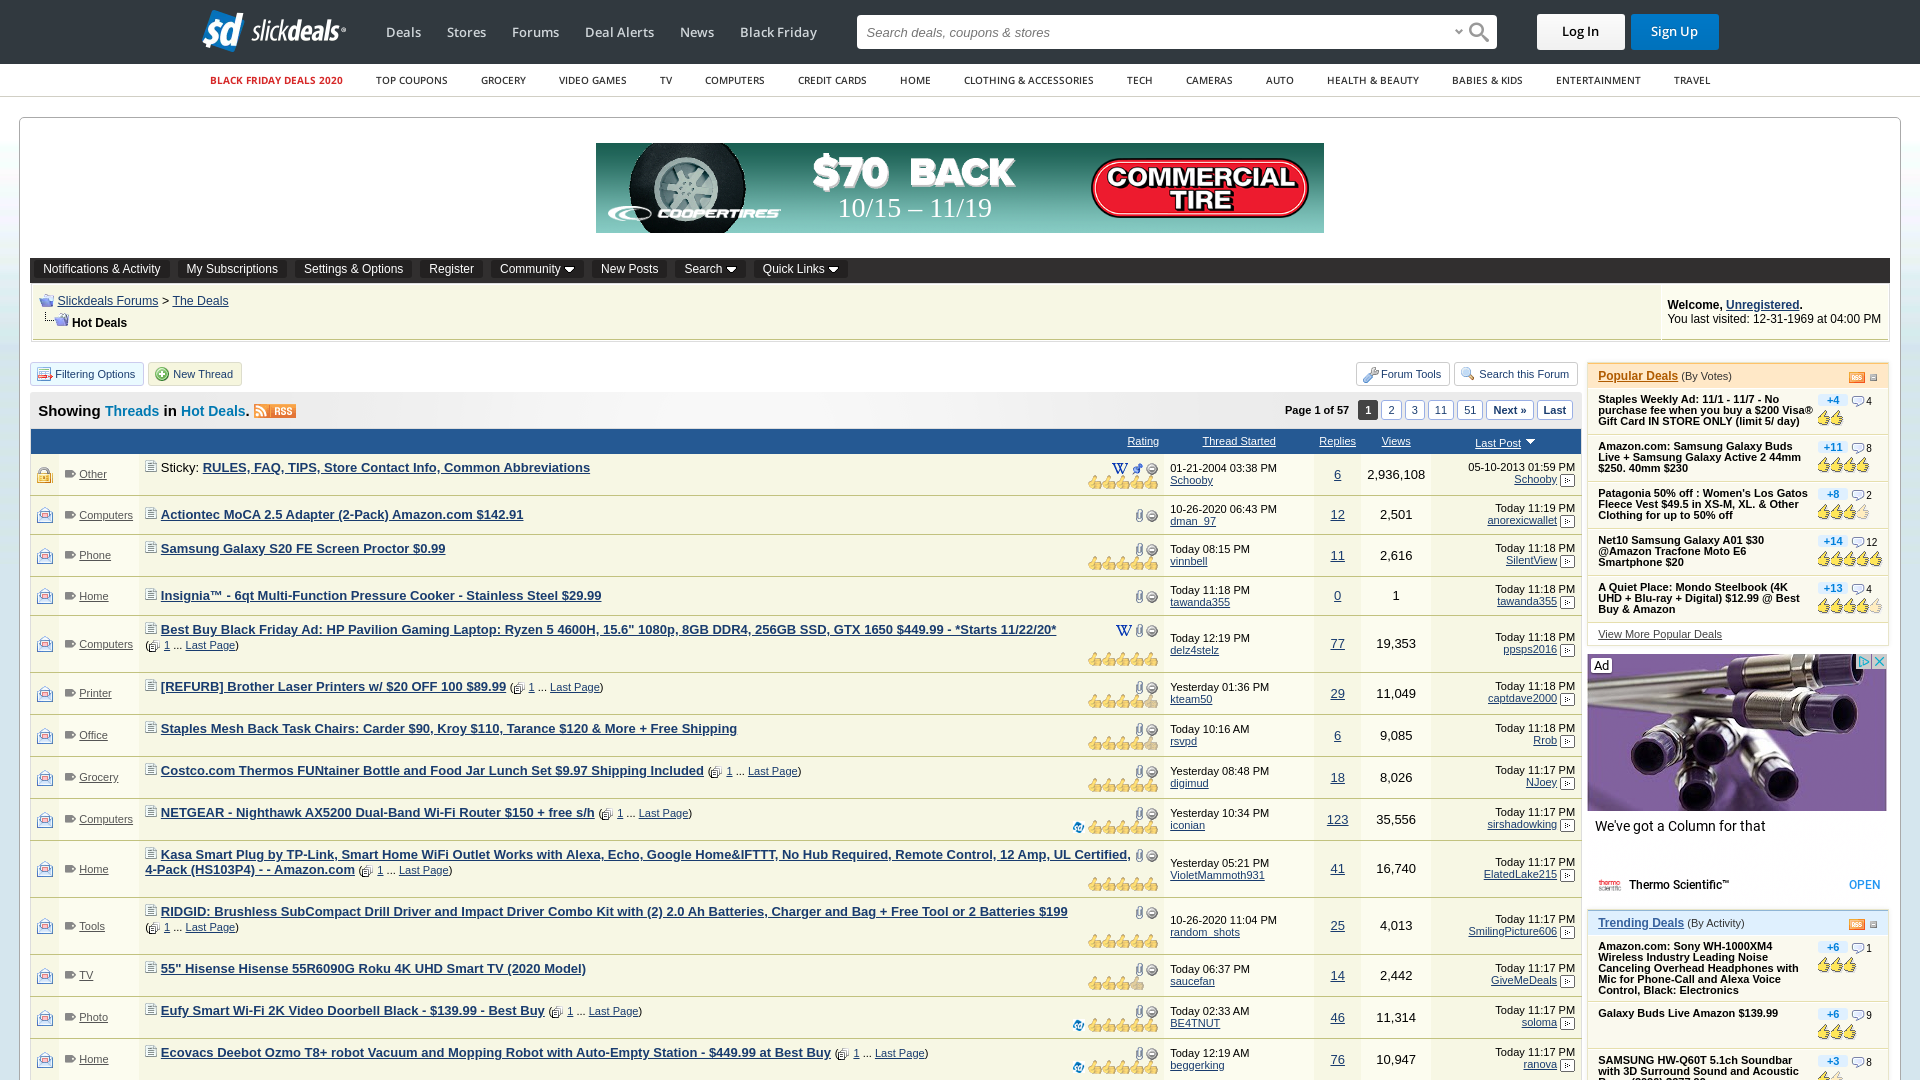 slickdeals
Deals
Stores
Forums
Deal Alerts
News
Black Friday
Search deals, coupons & stores
Log In
Sign Up
BLACK FRIDAY DEALS 2020
TOP COUPONS
GROCERY
VIDEO GAMES
TV
COMPUTERS
CREDIT CARDS
HOME
CLOTHING & ACCESSORIES
TECH
CAMERAS
AUTO
HEALTH & BEAUTY
BABIES & KIDS
ENTERTAINMENT
TRAVEL
COOPERTIRES
$70 BACK
10/15 – 11/19
COMMERCIAL
TIRE
Notifications & Activity
My Subscriptions
Settings & Options
Register
Community
New Posts
Search
Quick Links
Slickdeals Forums > The Deals
Hot Deals
Welcome, Unregistered.
You last visited: 12-31-1969 at 04:00 PM
Filtering Options
New Thread
Forum Tools
Search this Forum
Showing Threads in Hot Deals. RSS
Page 1 of 57 1 2 3 11 51 Next » Last
Rating Thread Started Replies Views Last Post
Other Sticky: RULES, FAQ, TIPS, Store Contact Info, Common Abbreviations 01-21-2004 03:38 PM 6 2,936,108 05-10-2013 01:59 PM
Schooby Schooby
Computers Actiontec MoCA 2.5 Adapter (2-Pack) Amazon.com $142.91 10-26-2020 06:43 PM 12 2,501 Today 11:19 PM
dman_97 anorexicwallet
Phone Samsung Galaxy S20 FE Screen Proctor $0.99 Today 08:15 PM 11 2,616 Today 11:18 PM
vinnbell SilentView
Home Insignia™ - 6qt Multi-Function Pressure Cooker - Stainless Steel $29.99 Today 11:18 PM 0 1 Today 11:18 PM
tawanda355 tawanda355
Computers Best Buy Black Friday Ad: HP Pavilion Gaming Laptop: Ryzen 5 4600H, 15.6" 1080p, 8GB DDR4, 256GB SSD, GTX 1650 $449.99 - *Starts 11/22/20* Today 12:19 PM 77 19,353 Today 11:18 PM
( 1 ... Last Page) delz4stelz ppsps2016
Printer [REFURB] Brother Laser Printers w/ $20 OFF 100 $89.99 ( 1 ... Last Page) Yesterday 01:36 PM 29 11,049 Today 11:18 PM
kteam50 captdave2000
Office Staples Mesh Back Task Chairs: Carder $90, Kroy $110, Tarance $120 & More + Free Shipping Today 10:16 AM 6 9,085 Today 11:18 PM
rsvpd Rrob
Grocery Costco.com Thermos FUNtainer Bottle and Food Jar Lunch Set $9.97 Shipping Included ( 1 ... Last Page) Yesterday 08:48 PM 18 8,026 Today 11:17 PM
digimud NJoey
Computers NETGEAR - Nighthawk AX5200 Dual-Band Wi-Fi Router $150 + free s/h ( 1 ... Last Page) Yesterday 10:34 PM 123 35,556 Today 11:17 PM
iconian sirshadowking
Home Kasa Smart Plug by TP-Link, Smart Home WiFi Outlet Works with Alexa, Echo, Google Home&IFTTT, No Hub Required, Remote Control, 12 Amp, UL Certified, Yesterday 05:21 PM 41 16,740 Today 11:17 PM
4-Pack (HS103P4) - - Amazon.com ( 1 ... Last Page) VioletMammoth931 ElatedLake215
Tools RIDGID: Brushless SubCompact Drill Driver and Impact Driver Combo Kit with (2) 2.0 Ah Batteries, Charger and Bag + Free Tool or 2 Batteries $199 10-26-2020 11:04 PM 25 4,013 Today 11:17 PM
( 1 ... Last Page) random_shots SmilingPicture606
TV 55" Hisense Hisense 55R6090G Roku 4K UHD Smart TV (2020 Model) Today 06:37 PM 14 2,442 Today 11:17 PM
saucefan GiveMeDeals
Photo Eufy Smart Wi-Fi 2K Video Doorbell Black - $139.99 - Best Buy ( 1 ... Last Page) Today 02:33 AM 46 11,314 Today 11:17 PM
BE4TNUT soloma
Home Ecovacs Deebot Ozmo T8+ robot Vacuum and Mopping Robot with Auto-Empty Station - $449.99 at Best Buy ( 1 ... Last Page) Today 12:19 AM 76 10,947 Today 11:17 PM
beggerking ranova
Popular Deals (By Votes)
Staples Weekly Ad: 11/1 - 11/7 - No +4 4
purchase fee when you buy a $200 Visa®
Gift Card IN STORE ONLY (limit 5/ day)
Amazon.com: Samsung Galaxy Buds +11 8
Live + Samsung Galaxy Active 2 44mm
$250. 40mm $230
Patagonia 50% off : Women's Los Gatos +8 2
Fleece Vest $49.5 in XS-M, XL. & Other
Clothing for up to 50% off
Net10 Samsung Galaxy A01 $30 +14 12
@Amazon Tracfone Moto E6
Smartphone $20
A Quiet Place: Mondo Steelbook (4K +13 4
UHD + Blu-ray + Digital) $12.99 @ Best
Buy & Amazon
View More Popular Deals
Ad
We've got a Column for that
Thermo Scientific™ OPEN
Trending Deals (By Activity)
Amazon.com: Sony WH-1000XM4 +6 1
Wireless Industry Leading Noise
Canceling Overhead Headphones with
Mic for Phone-Call and Alexa Voice
Control, Black: Electronics
Galaxy Buds Live Amazon $139.99 +6 9
SAMSUNG HW-Q60T 5.1ch Soundbar +3 8
with 3D Surround Sound and Acoustic